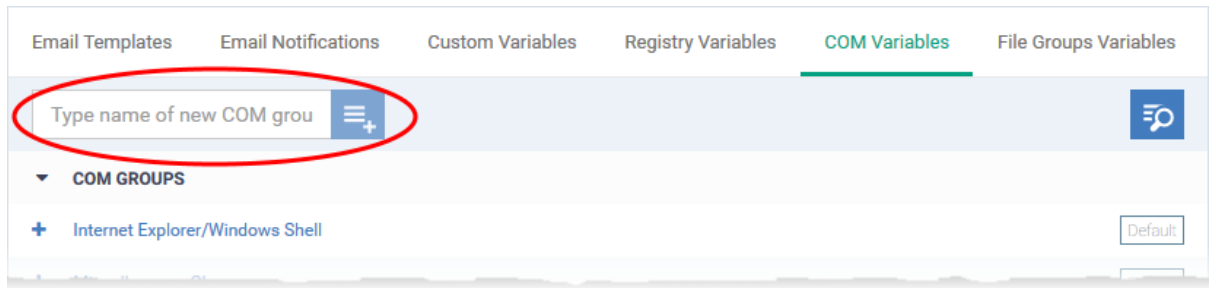 Email Templates Email Notifications Custom Variables Registry Variables COM Variables File Groups Variables
Type name of new COM grou
COM GROUPS
Internet Explorer/Windows Shell Default